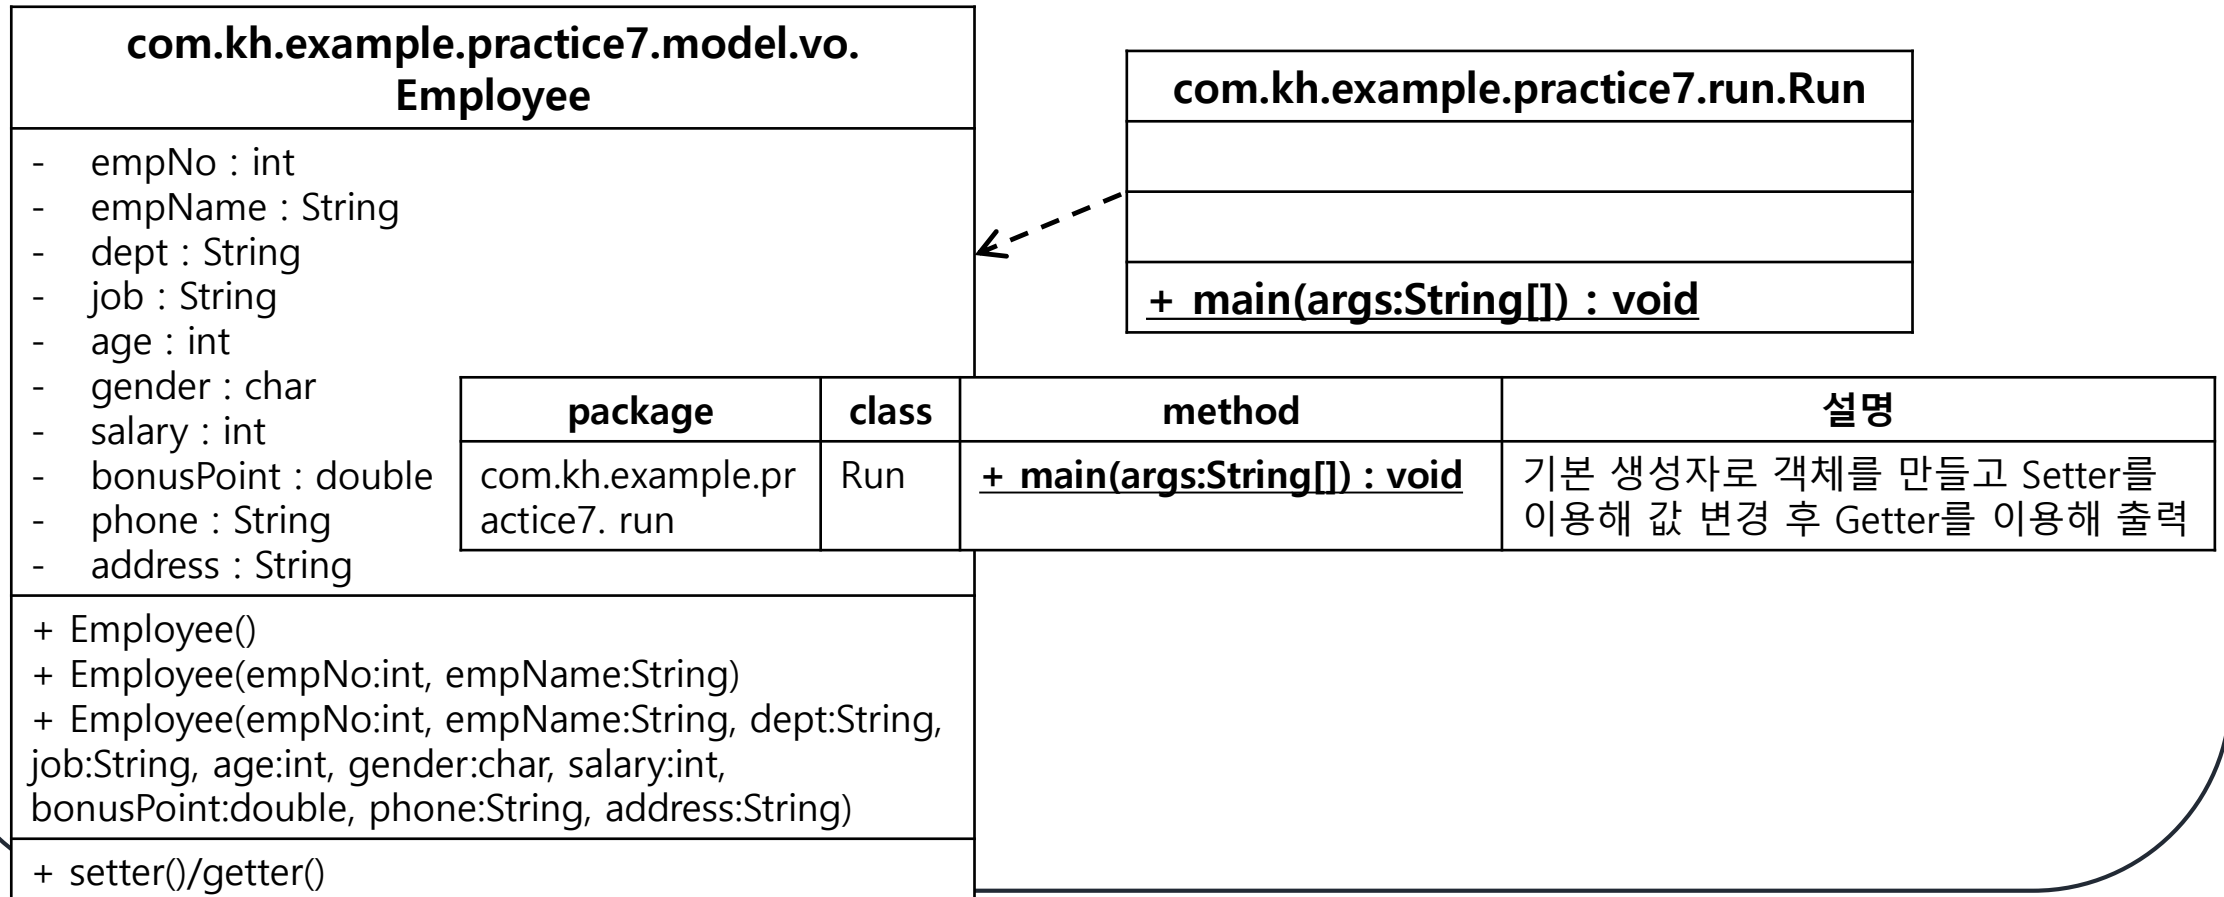 com.kh.example.practice7.model.vo.
Employee
- empNo : int
- empName : String
- dept : String
- job : String
- age : int
- gender : char
- salary : int
- bonusPoint : double
- phone : String
- address : String
+ Employee()
+ Employee(empNo:int, empName:String)
+ Employee(empNo:int, empName:String, dept:String,
job:String, age:int, gender:char, salary:int,
bonusPoint:double, phone:String, address:String)
+ setter()/getter()
com.kh.example.practice7.run.Run
+ main(args:String[]) : void
package class method 설명
com.kh.example.pr Run + main(args:String[]) : void 기본 생성자로 객체를 만들고 Setter를
actice7. run 이용해 값 변경 후 Getter를 이용해 출력